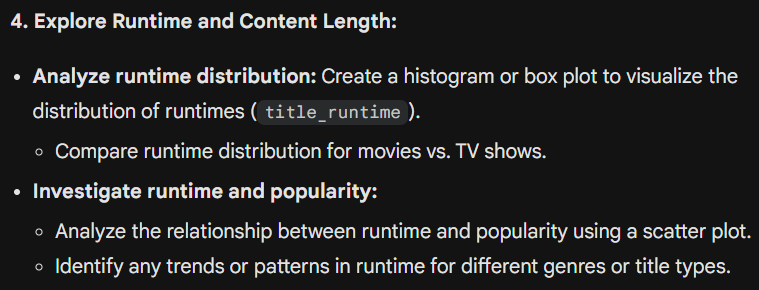 4. Explore Runtime and Content Length:
• Analyze runtime distribution: Create a histogram or box plot to visualize the
distribution of runtimes ( title_runtime ).
◦ Compare runtime distribution for movies vs. TV shows.
• Investigate runtime and popularity:
◦ Analyze the relationship between runtime and popularity using a scatter plot.
◦ Identify any trends or patterns in runtime for different genres or title types.